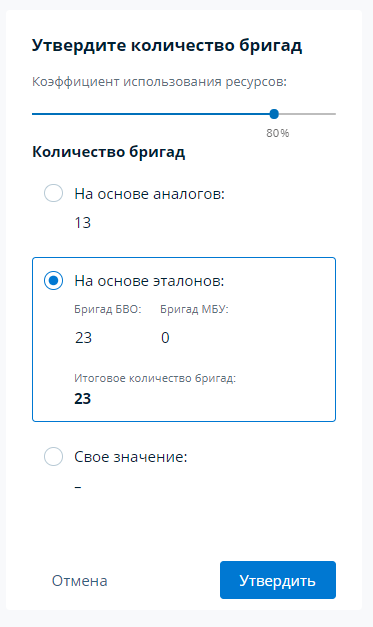 Утвердите количество бригад
Коэффициент использования ресурсов:
80%
Количество бригад
На основе аналогов:
13
На основе эталонов:
Бригад БВО: Бригад МБУ:
23 0
Итоговое количество бригад:
23
Свое значение:
–
Отмена Утвердить